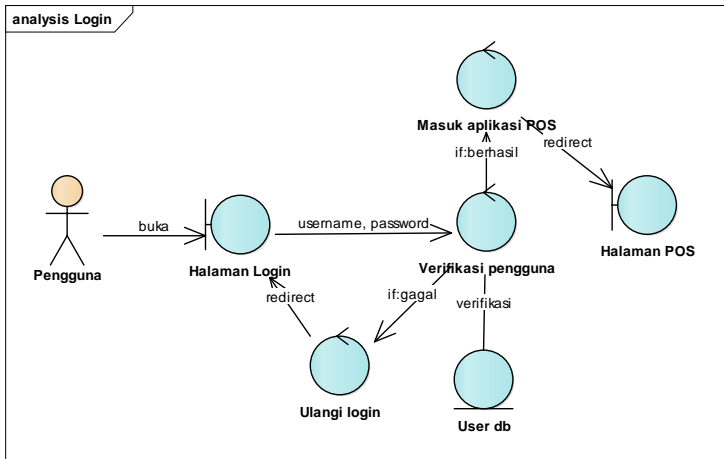 analysis Login
Masuk aplikasi POS
if:berhasil
redirect
buka
username, password
Pengguna
Halaman Login
Verifikasi pengguna
Halaman POS
redirect
if:gagal
verifikasi
Ulangi login
User db